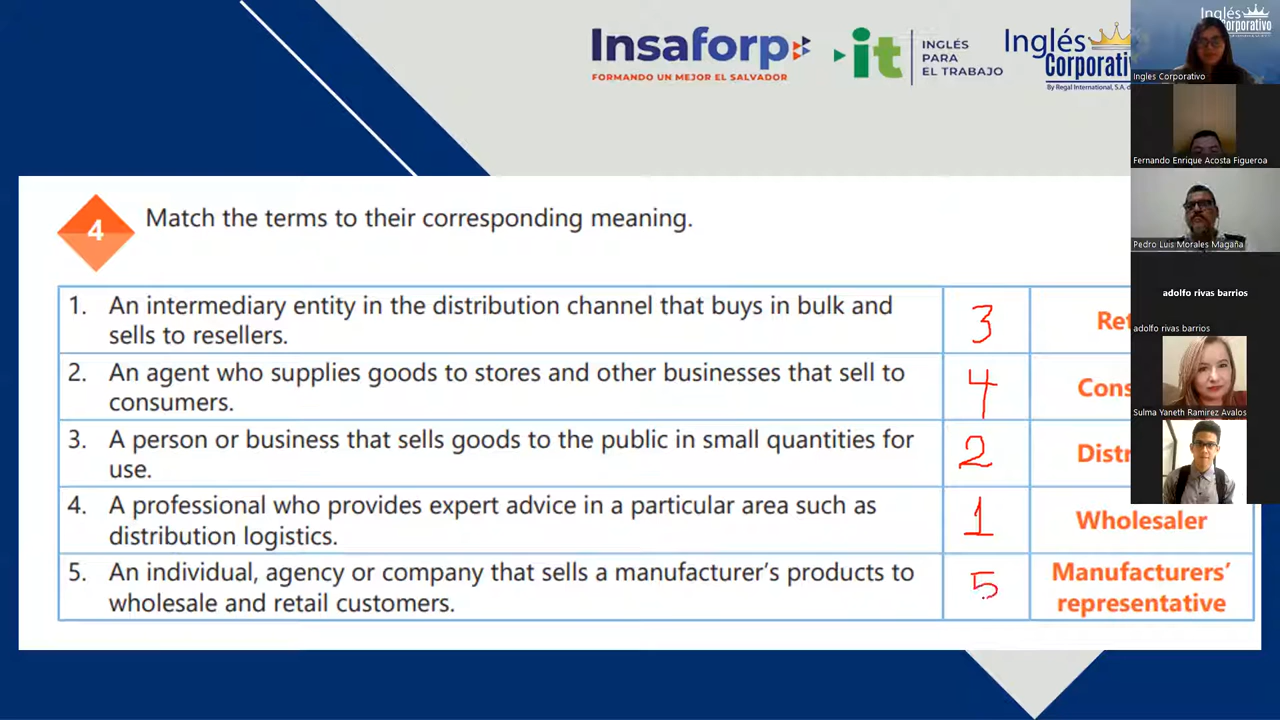 Insaforp
FORMANDO UN MEJOR EL SALVADOR
it
INGLÉS
PARA
EL TRABAJO
Inglés
Corporativ
By Regal International, S.A. d
Inglés
Corporativo
Ingles Corporativo
Fernando Enrique Acosta Figueroa
Pedro Luis Morales Magaña
adolfo rivas barrios
adolfo rivas barrios
Sulma Yaneth Ramirez Avalos
4
Match the terms to their corresponding meaning.
1. An intermediary entity in the distribution channel that buys in bulk and
sells to resellers.
3
Ret
2. An agent who supplies goods to stores and other businesses that sell to
consumers.
4
Cons
3. A person or business that sells goods to the public in small quantities for
use.
2
Distr
4. A professional who provides expert advice in a particular area such as
distribution logistics.
1
Wholesaler
5. An individual, agency or company that sells a manufacturer's products to
wholesale and retail customers.
5
Manufacturers'
representative